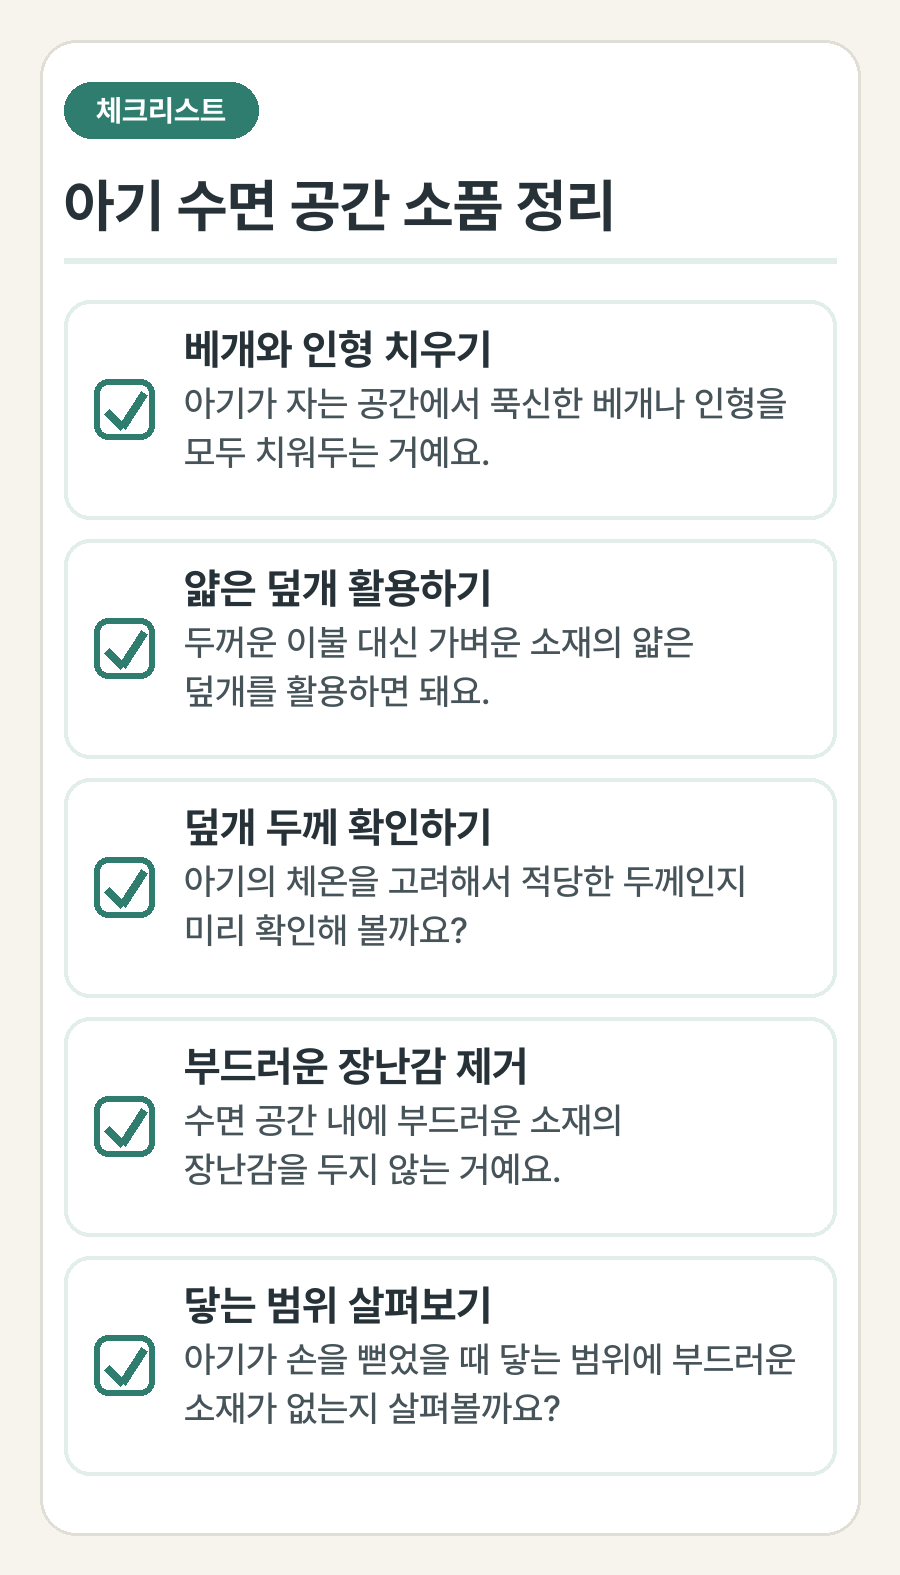 체크리스트
아기 수면 공간 소품 정리
베개와 인형 치우기
아기가 자는 공간에서 푹신한 베개나 인형을
모두 치워두는 거예요.
얇은 덮개 활용하기
두꺼운 이불 대신 가벼운 소재의 얇은
덮개를 활용하면 돼요.
덮개 두께 확인하기
아기의 체온을 고려해서 적당한 두께인지
미리 확인해 볼까요?
부드러운 장난감 제거
수면 공간 내에 부드러운 소재의
장난감을 두지 않는 거예요.
닿는 범위 살펴보기
아기가 손을 뻗었을 때 닿는 범위에 부드러운
소재가 없는지 살펴볼까요?